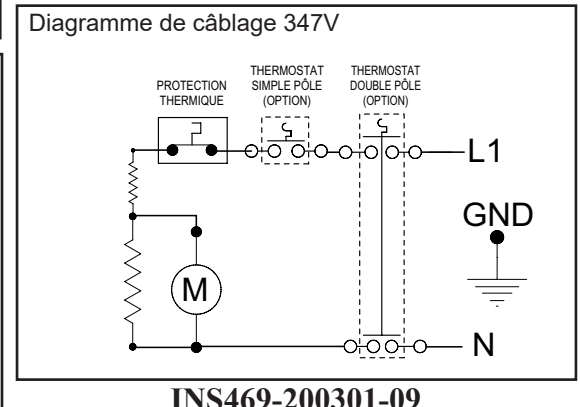 Diagramme de câblage 347V
PROTECTION
THERMIQUE
THERMOSTAT
SIMPLE PÔLE
(OPTION)
THERMOSTAT
DOUBLE PÔLE
(OPTION)
L1
GND
M
N
INS469-200301-09